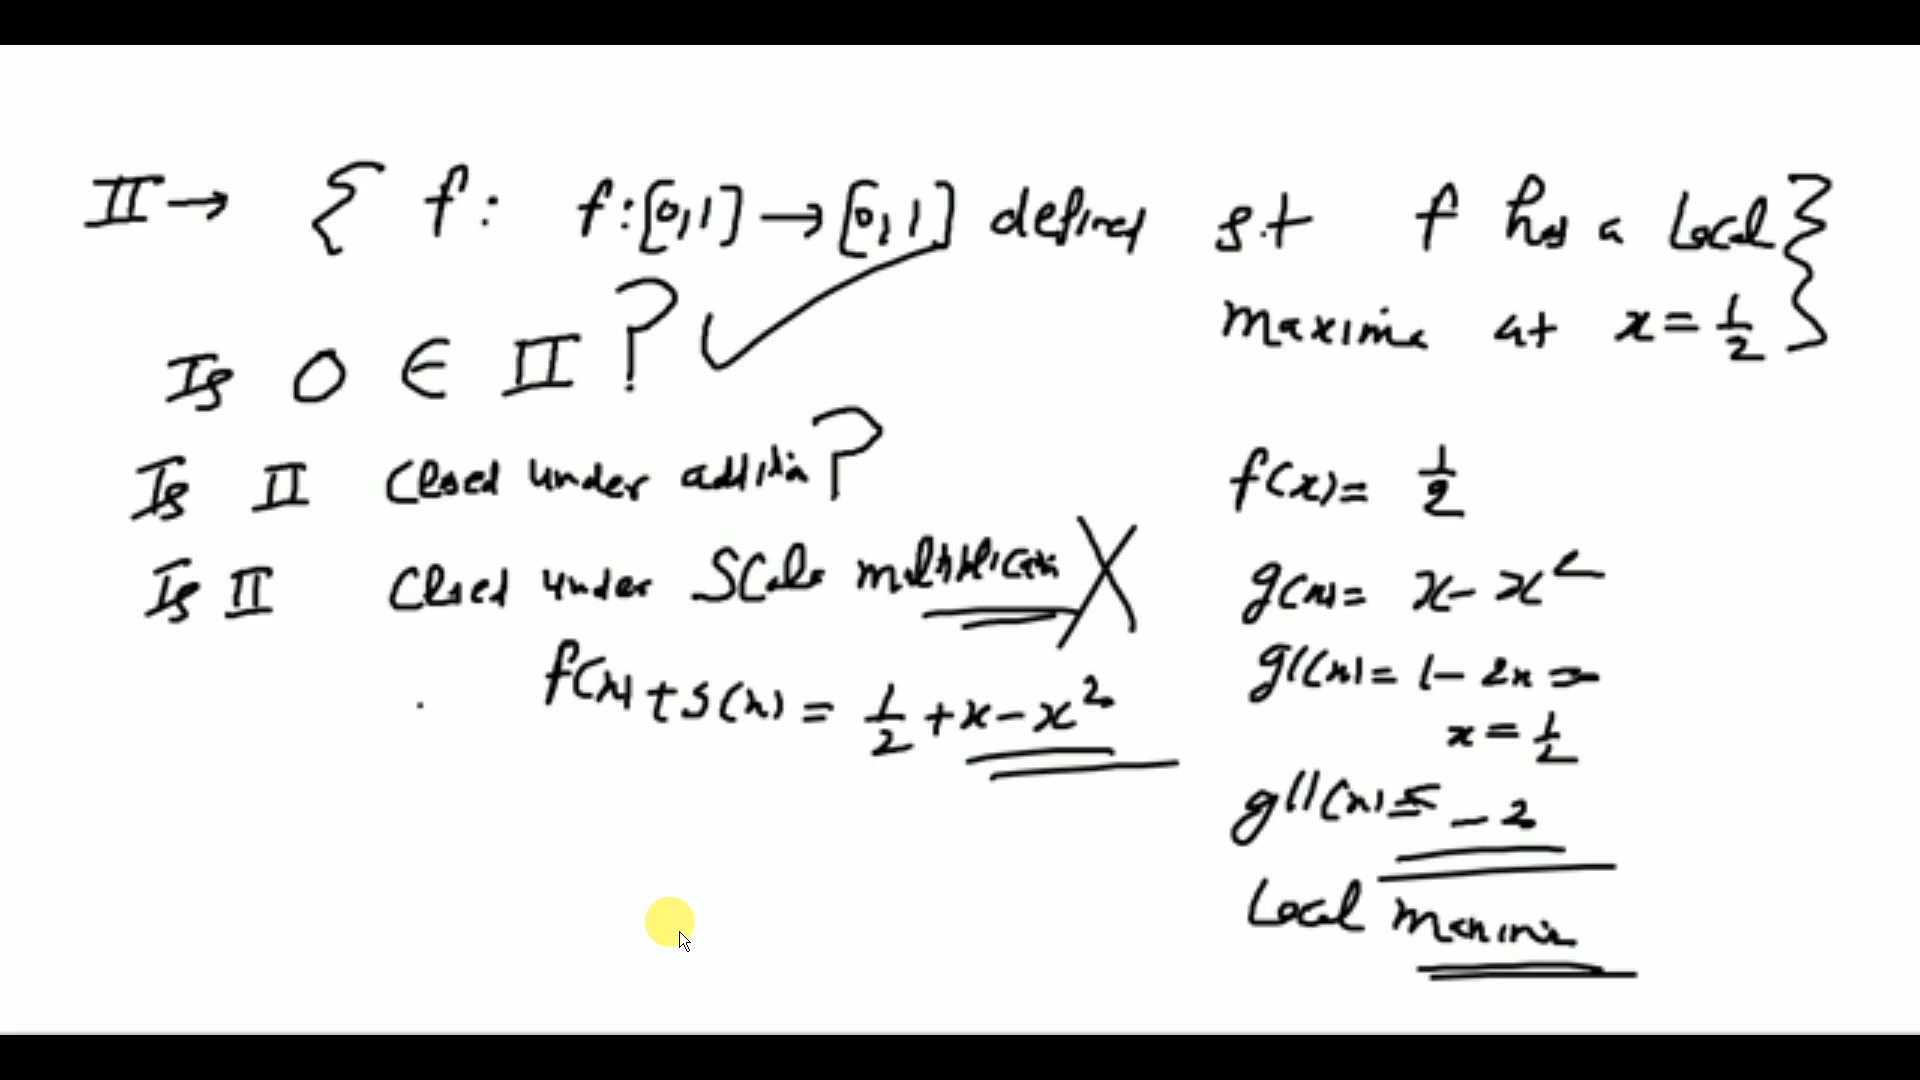 II → { f : f:[0,1] → [0,1] defined s.t f has a local
maxima at x = 1/2 }
Is 0 ∈ II ?
Is II closed under addition ?
Is II closed under scalar multiplication X
f(x) + g(x) = 1/2 + x - x²
f(x) = 1/2
g(x) = x - x²
g'(x) = 1 - 2x =
x = 1/2
g''(x) = -2
Local maxima